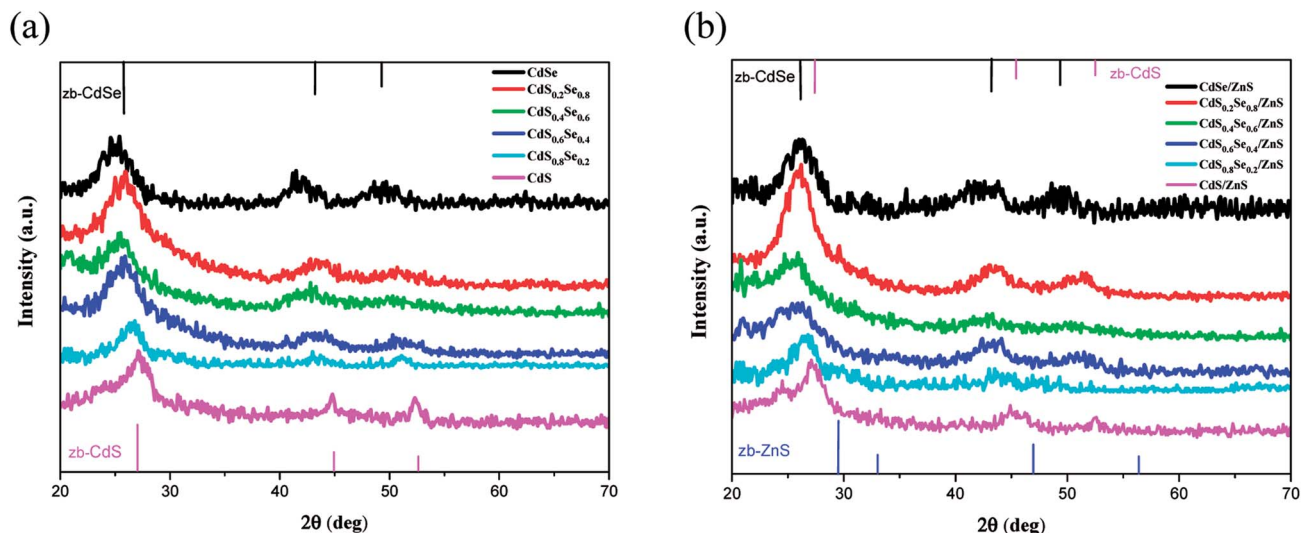 (a)
zb-CdSe
CdSe
CdS0.2Se0.8
CdS0.4Se0.6
CdS0.6Se0.4
CdS0.8Se0.2
CdS
zb-CdS
Intensity (a.u.)
20 30 40 50 60 70
2θ (deg)
(b)
zb-CdSe
zb-CdS
CdSe/ZnS
CdS0.2Se0.8/ZnS
CdS0.4Se0.6/ZnS
CdS0.6Se0.4/ZnS
CdS0.8Se0.2/ZnS
CdS/ZnS
zb-ZnS
Intensity (a.u.)
20 30 40 50 60 70
2θ (deg)